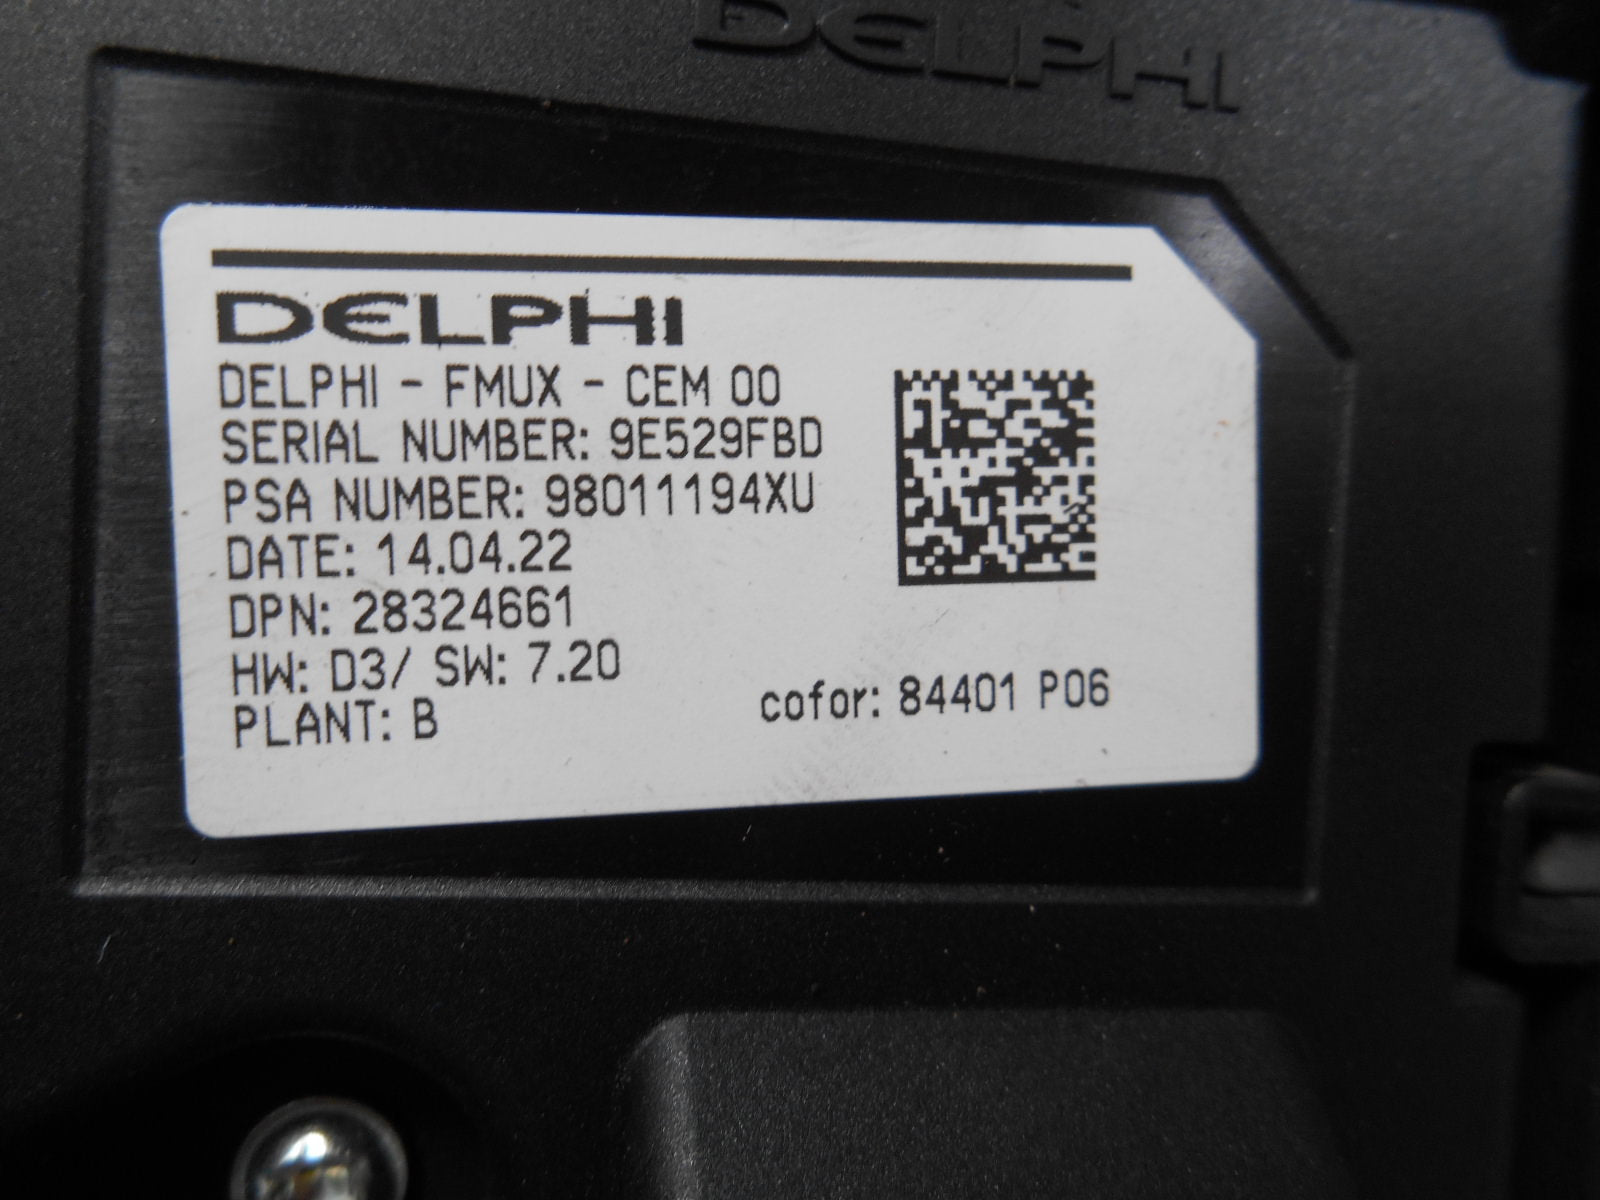 DELPHI
DELPHI
DELPHI - FMUX - CEM 00
SERIAL NUMBER: 9E529FBD
PSA NUMBER: 98011194XU
DATE: 14.04.22
DPN: 28324661
HW: D3/ SW: 7.20
PLANT: B
cofor: 84401 P06